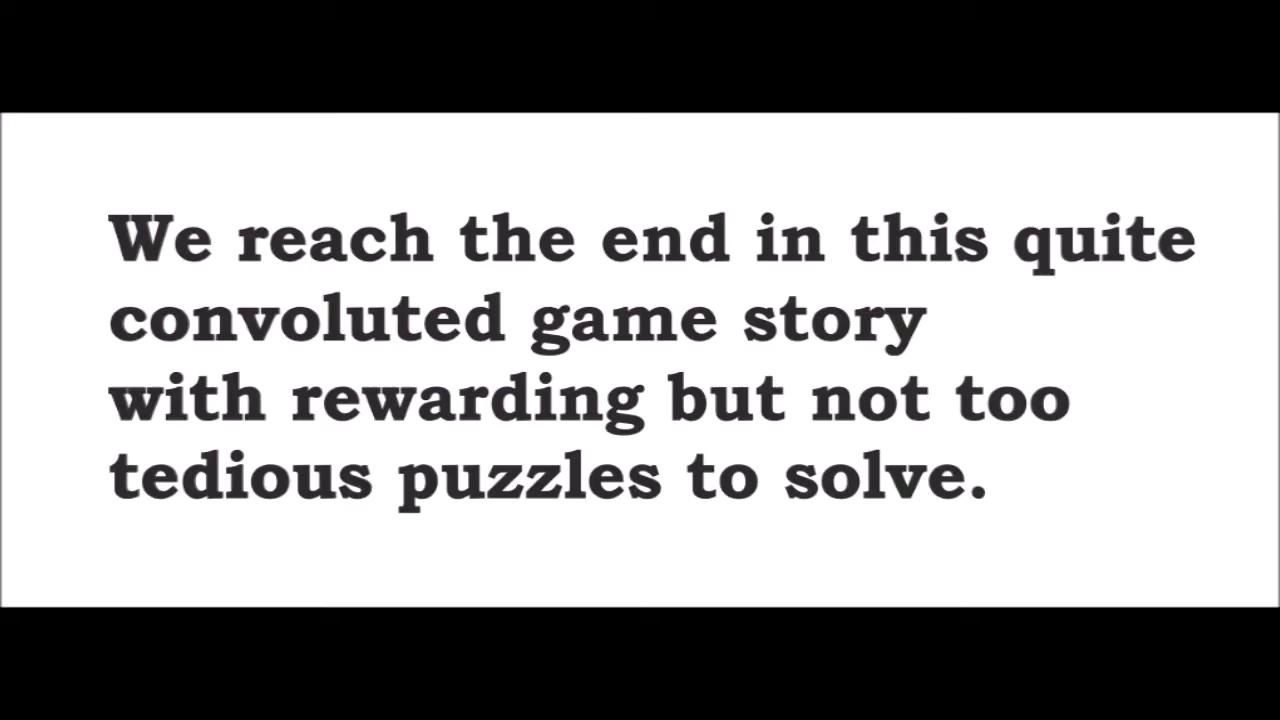 We reach the end in this quite
convoluted game story
with rewarding but not too
tedious puzzles to solve.